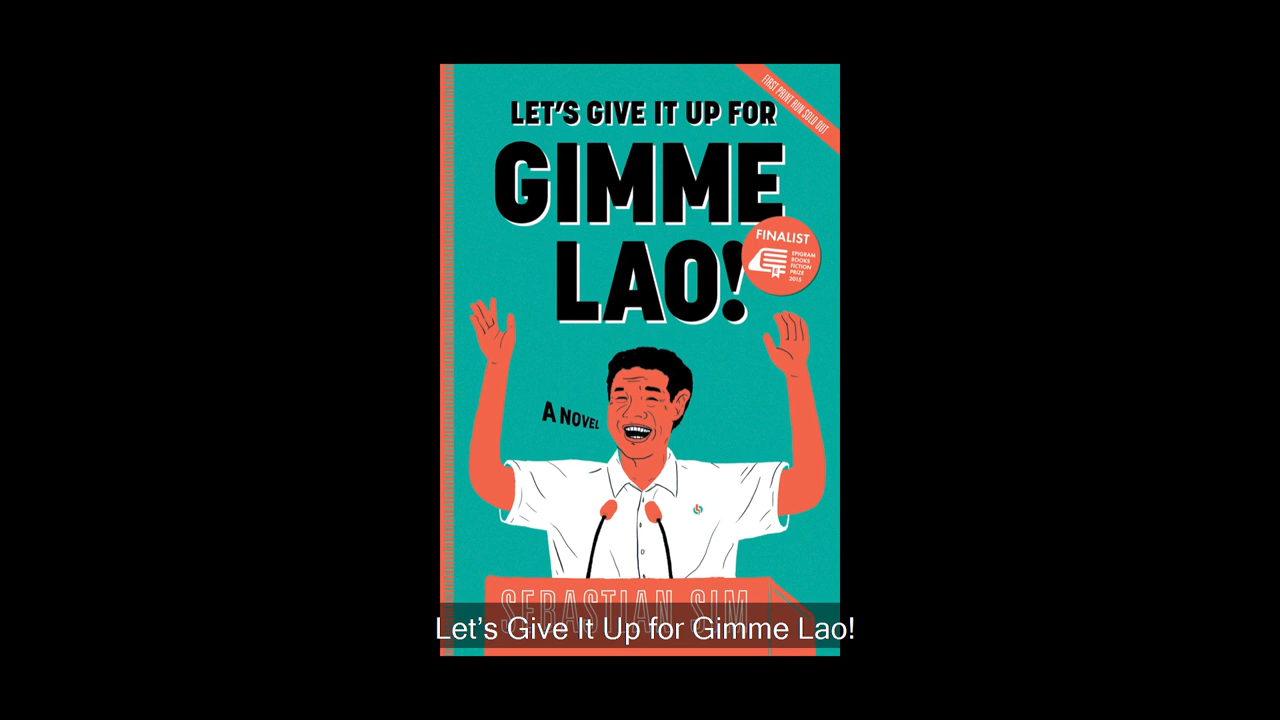 FIRST PRINT RUN SOLD OUT
LET'S GIVE IT UP FOR
GIMME
LAO!
FINALIST
EPIGRAM
BOOKS
FICTION
PRIZE
2015
A NOVEL
SEBASTIAN SIM
Let’s Give It Up for Gimme Lao!